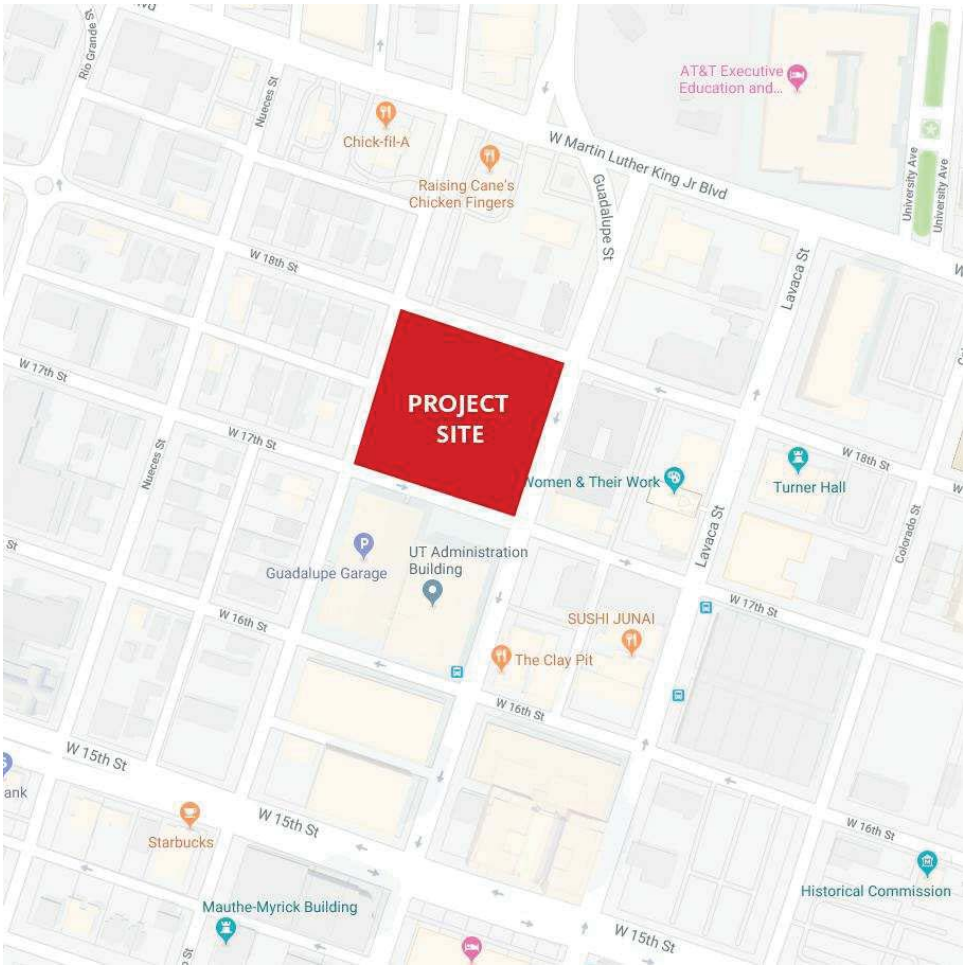 vd
Rio Grande S
Nueces St
Chick-fil-A
Raising Cane's
Chicken Fingers
AT&T Executive
Education and...
W Martin Luther King Jr Blvd
Guadalupe St
University Ave
University Ave
W
Lavaca St
W 18th St
W 17th St
PROJECT
SITE
W 17th St
Nueces St
Women & Their Work
Turner Hall
W 18th St
W
Colorado St
Lavaca St
P
Guadalupe Garage
UT Administration
Building
St
W 16th St
W 17th St
SUSHI JUNAI
The Clay Pit
W 16th St
W 15th St
ank
Starbucks
W 15th St
W 16th St
Historical Commission
Mauthe-Myrick Building
o St
W 15th St